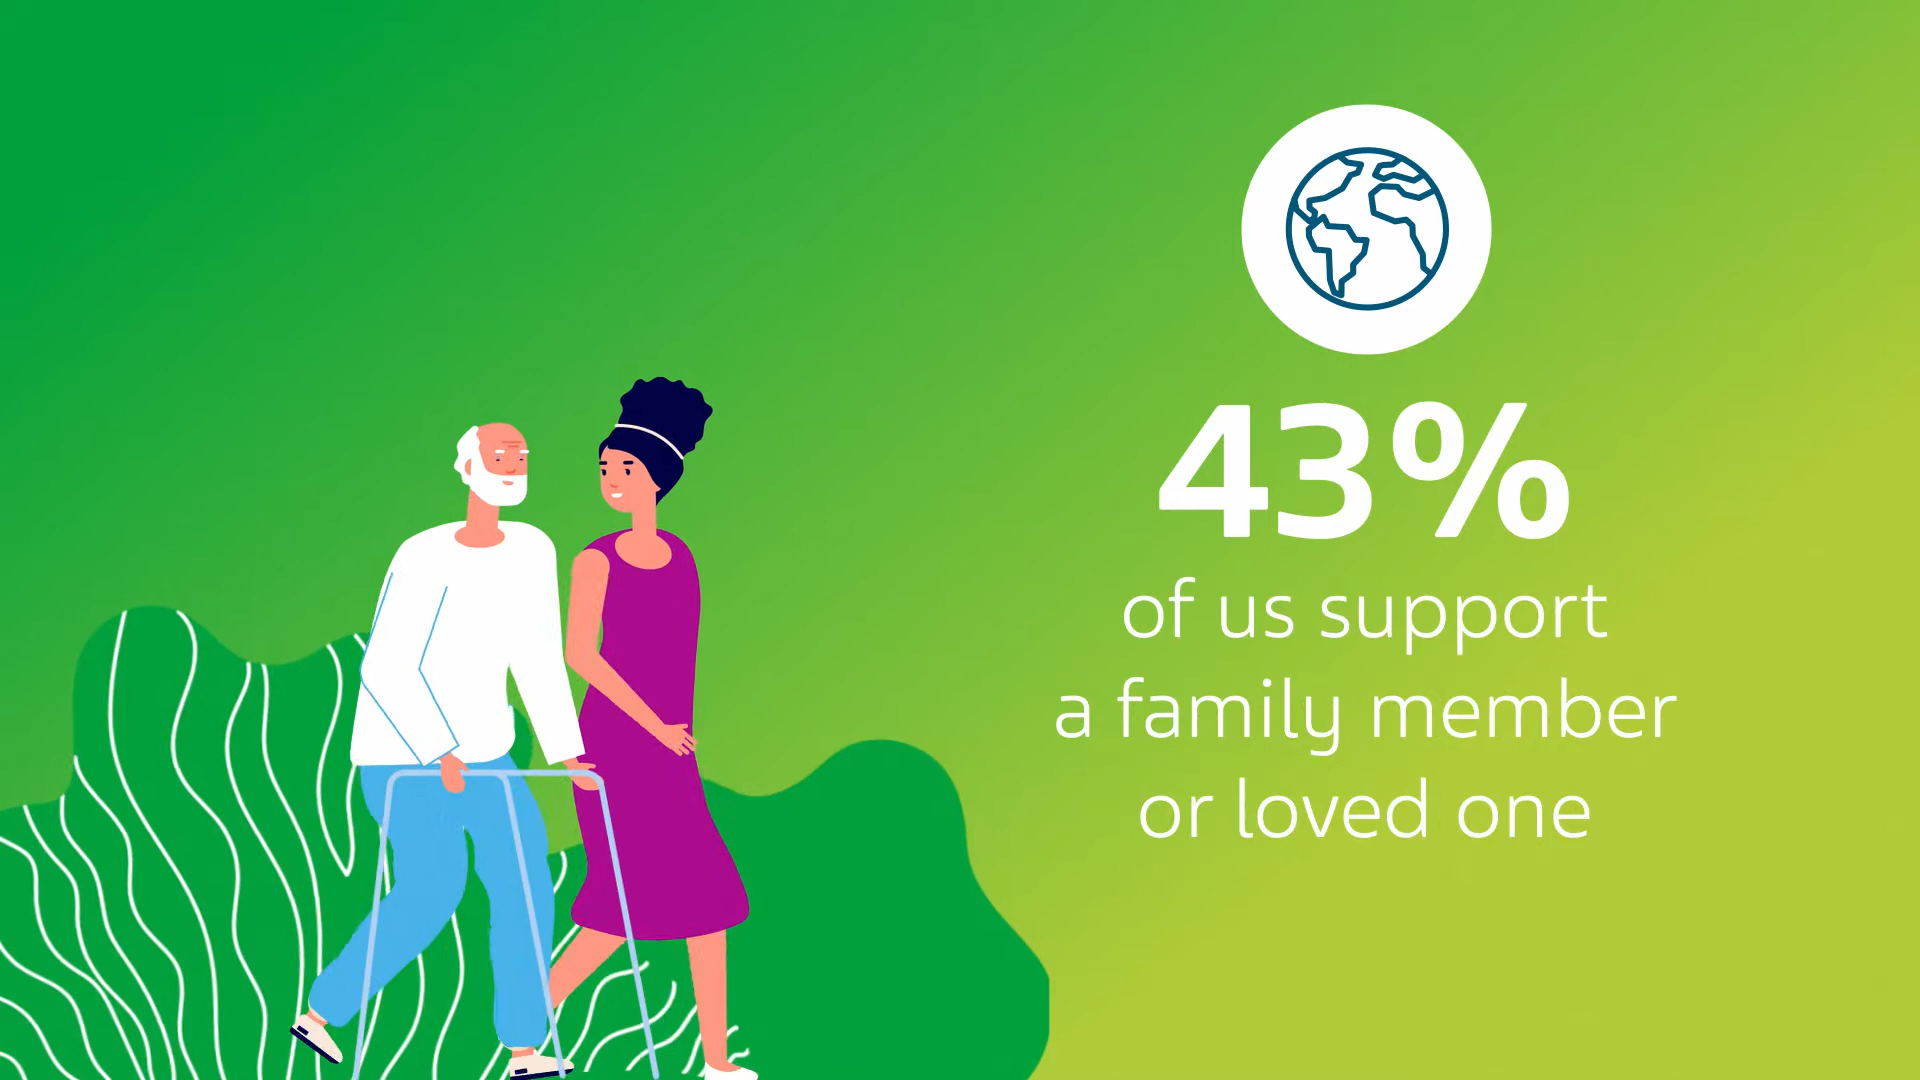 43%
of us support
a family member
or loved one